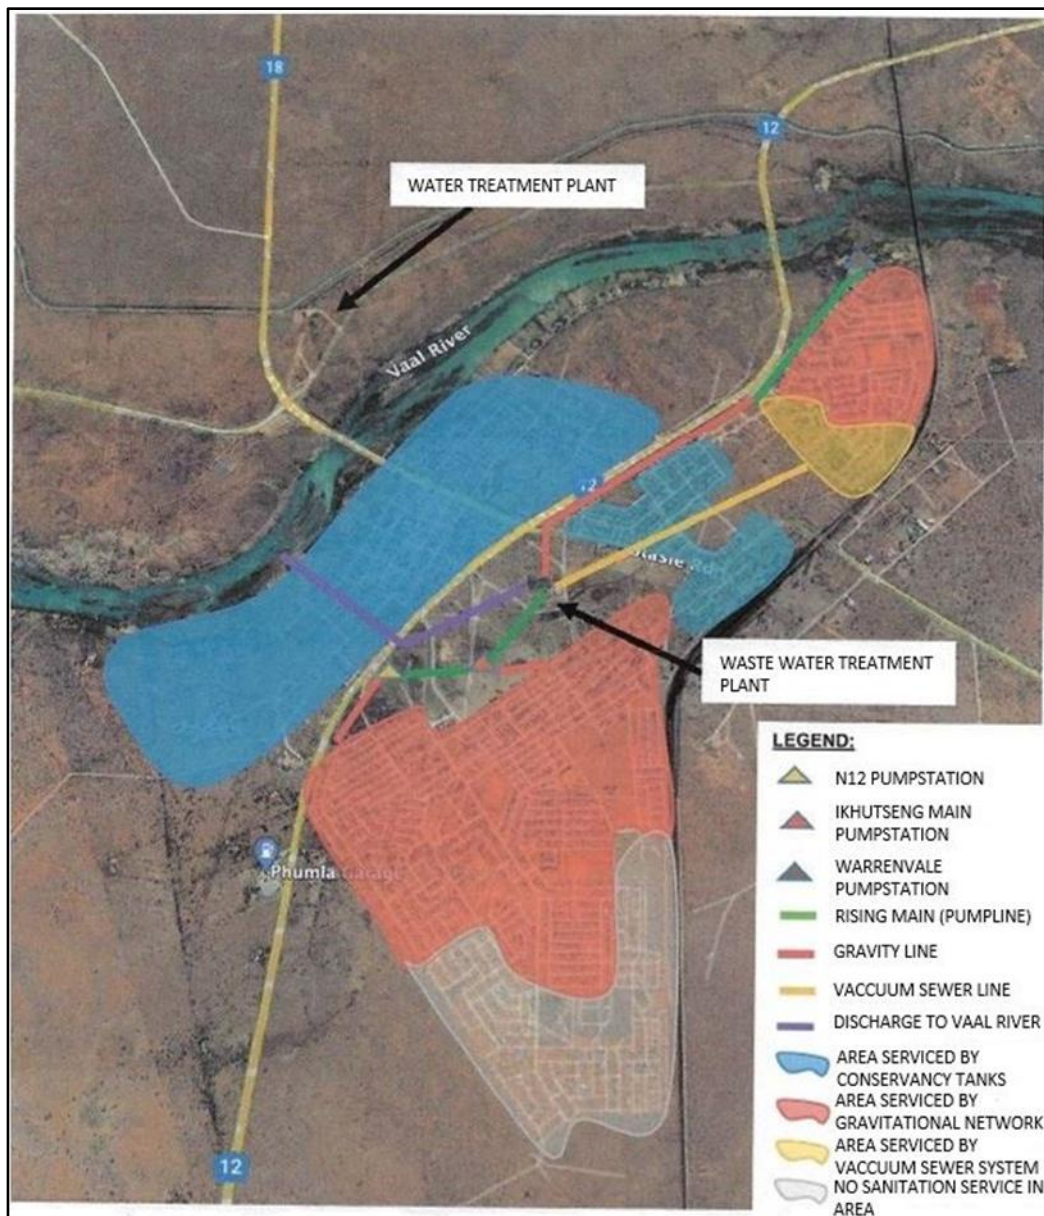 18
12
WATER TREATMENT PLANT
Vaal River
12
WASTE WATER TREATMENT
PLANT
Phumla Garage
12
LEGEND:
N12 PUMPSTATION
IKHUTSENG MAIN
PUMPSTATION
WARRENVALE
PUMPSTATION
RISING MAIN (PUMPLINE)
GRAVITY LINE
VACCUUM SEWER LINE
DISCHARGE TO VAAL RIVER
AREA SERVICED BY
CONSERVANCY TANKS
AREA SERVICED BY
GRAVITATIONAL NETWORK
AREA SERVICED BY
VACCUUM SEWER SYSTEM
NO SANITATION SERVICE IN
AREA